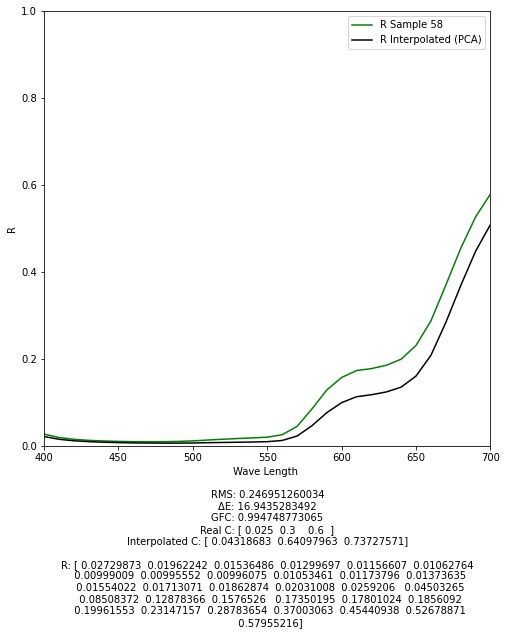 1.0
R Sample 58
R Interpolated (PCA)
0.8
0.6
R
0.4
0.2
0.0
400 450 500 550 600 650 700
Wave Length
RMS: 0.246951260034
ΔE: 16.9435283492
GFC: 0.994748773065
Real C: [ 0.025 0.3 0.6 ]
Interpolated C: [ 0.04318683 0.64097963 0.73727571]
R: [ 0.02729873 0.01962242 0.01536486 0.01299697 0.01156607 0.01062764
0.00999009 0.00995552 0.00996075 0.01053461 0.01173796 0.01373635
0.01554022 0.01713071 0.01862874 0.02031008 0.0259206 0.04503265
0.08508372 0.12878366 0.1576526 0.17350195 0.17801024 0.1856092
0.19961553 0.23147157 0.28783654 0.37003063 0.45440938 0.52678871
0.57955216]